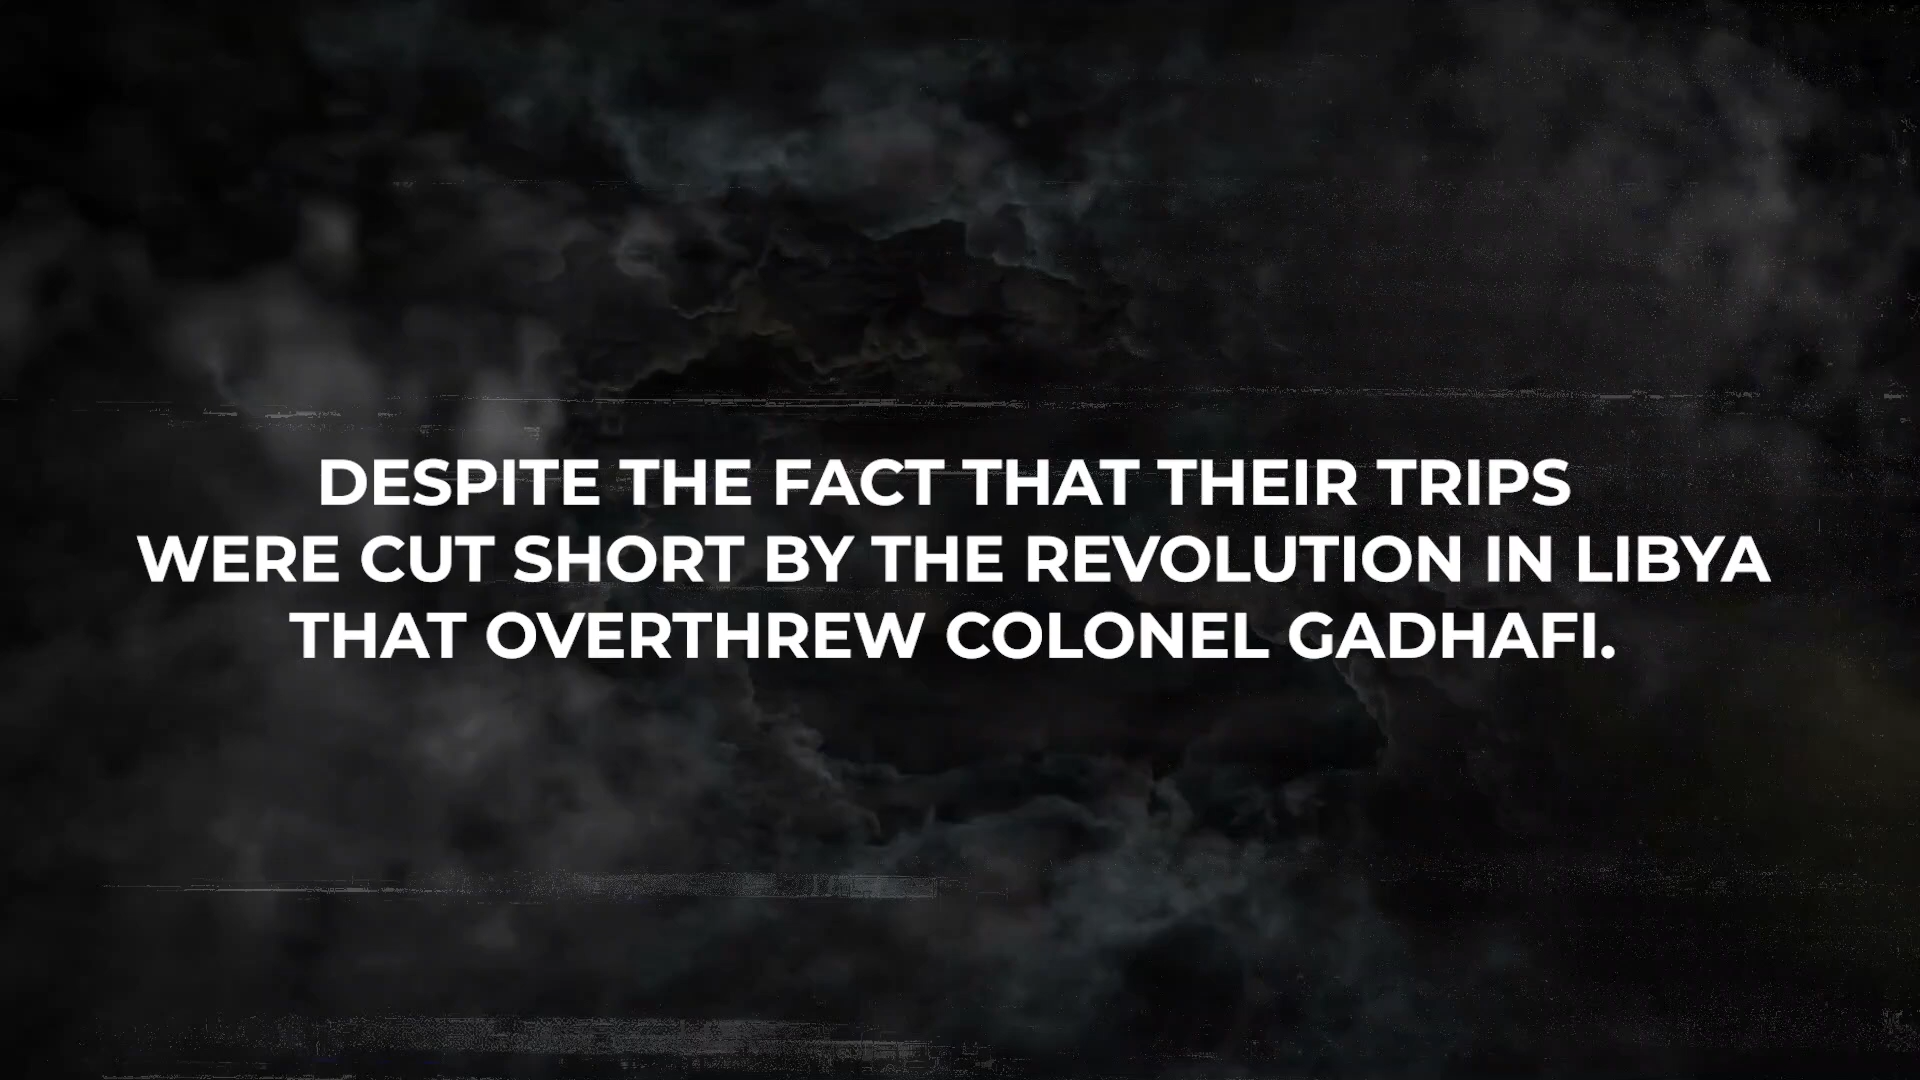 DESPITE THE FACT THAT THEIR TRIPS
WERE CUT SHORT BY THE REVOLUTION IN LIBYA
THAT OVERTHREW COLONEL GADHAFI.